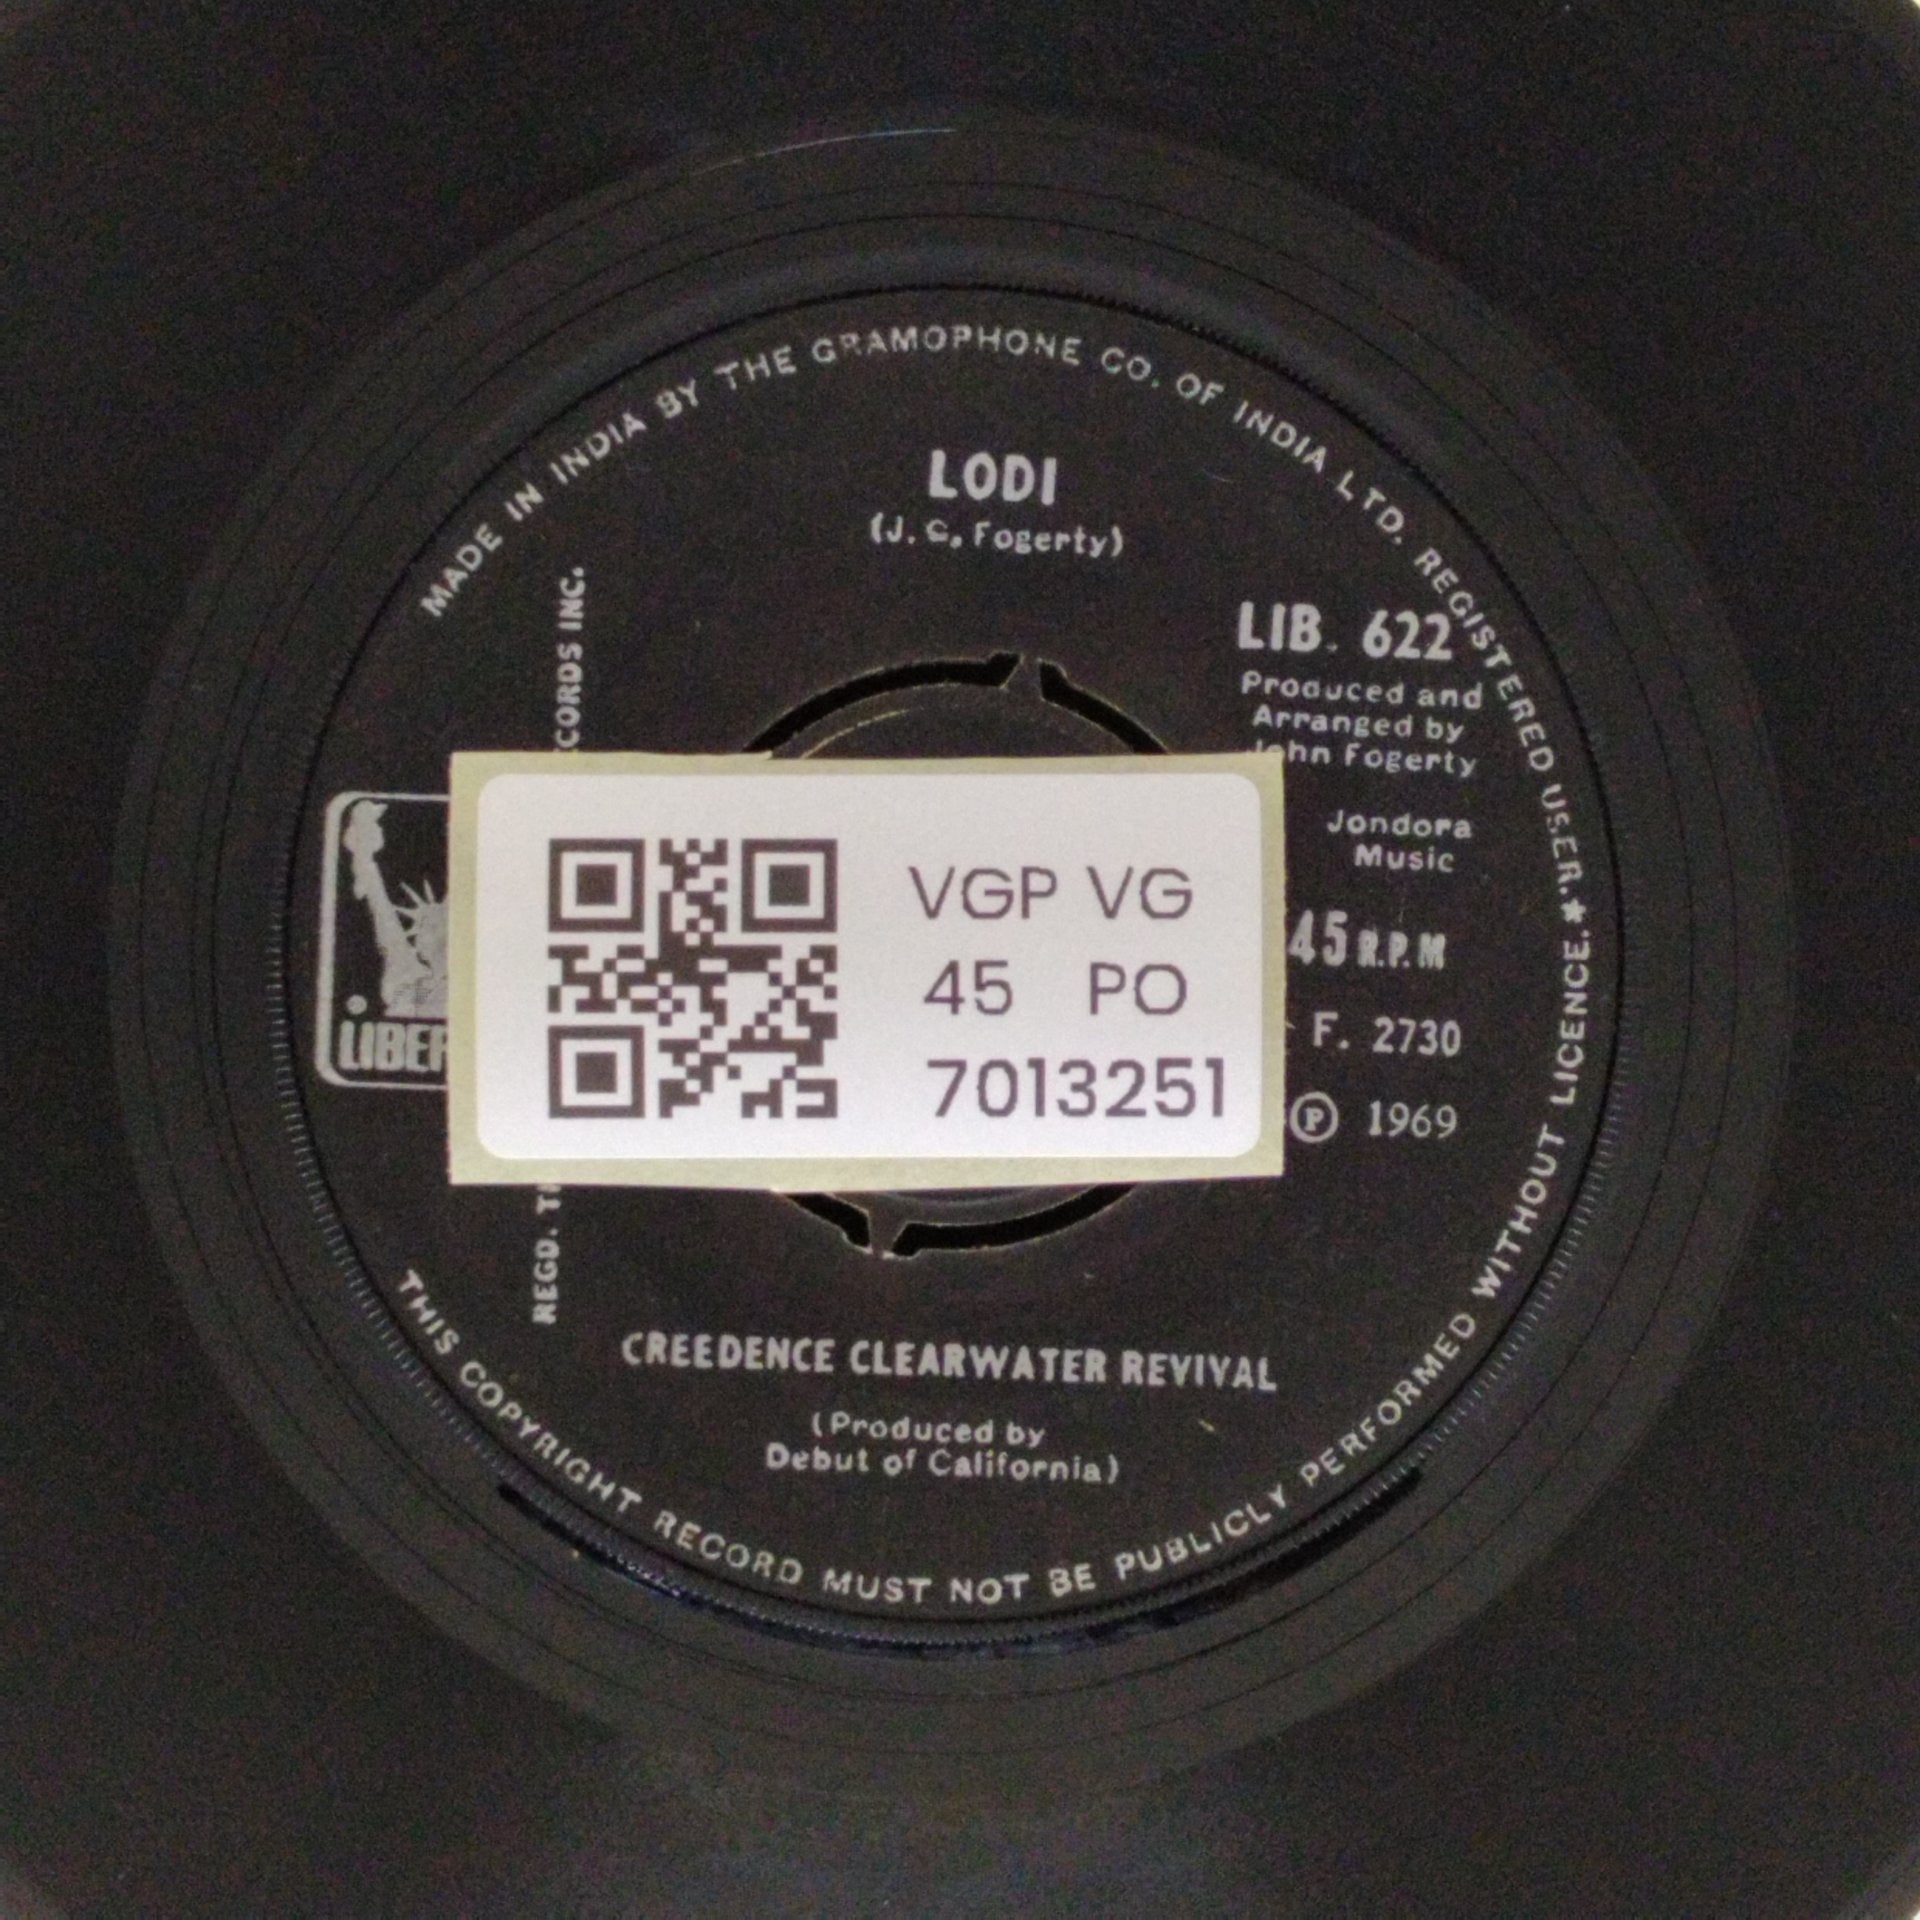 MADE IN INDIA BY THE GRAMOPHONE CO. OF INDIA LTD. REGISTERED USER.★
LODI
(J. C. Fogerty)
LIB. 622
Produced and
Arranged by
John Fogerty
Jondora
Music
45 R.P.M
F. 2730
Ⓟ 1969
REGD.
RECORDS INC.
VGP VG
45 PO
7013251
CREEDENCE CLEARWATER REVIVAL
(Produced by
Debut of California)
THIS COPYRIGHT RECORD MUST NOT BE PUBLICLY PERFORMED WITHOUT LICENCE.